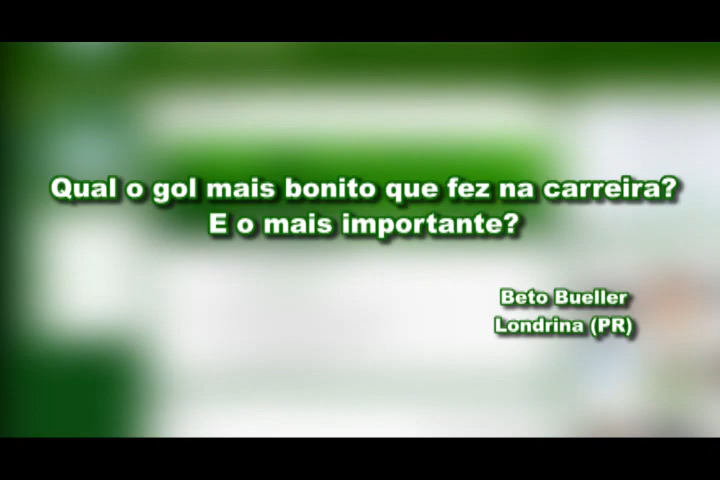 Qual o gol mais bonito que fez na carreira?
E o mais importante?
Beto Bueller
Londrina (PR)